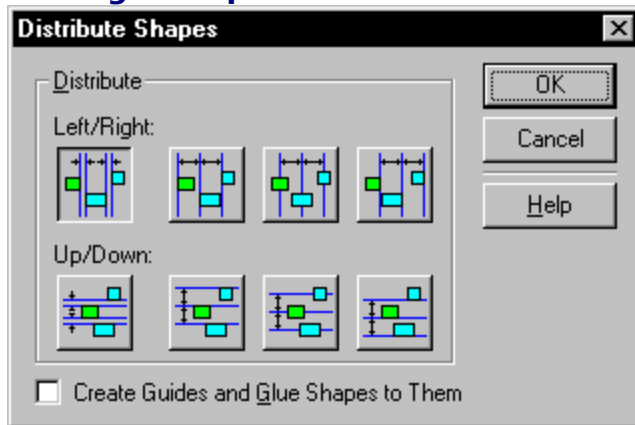 Distribute Shapes
Distribute
OK
Left/Right:
Cancel
Help
Up/Down:
Create Guides and Glue Shapes to Them